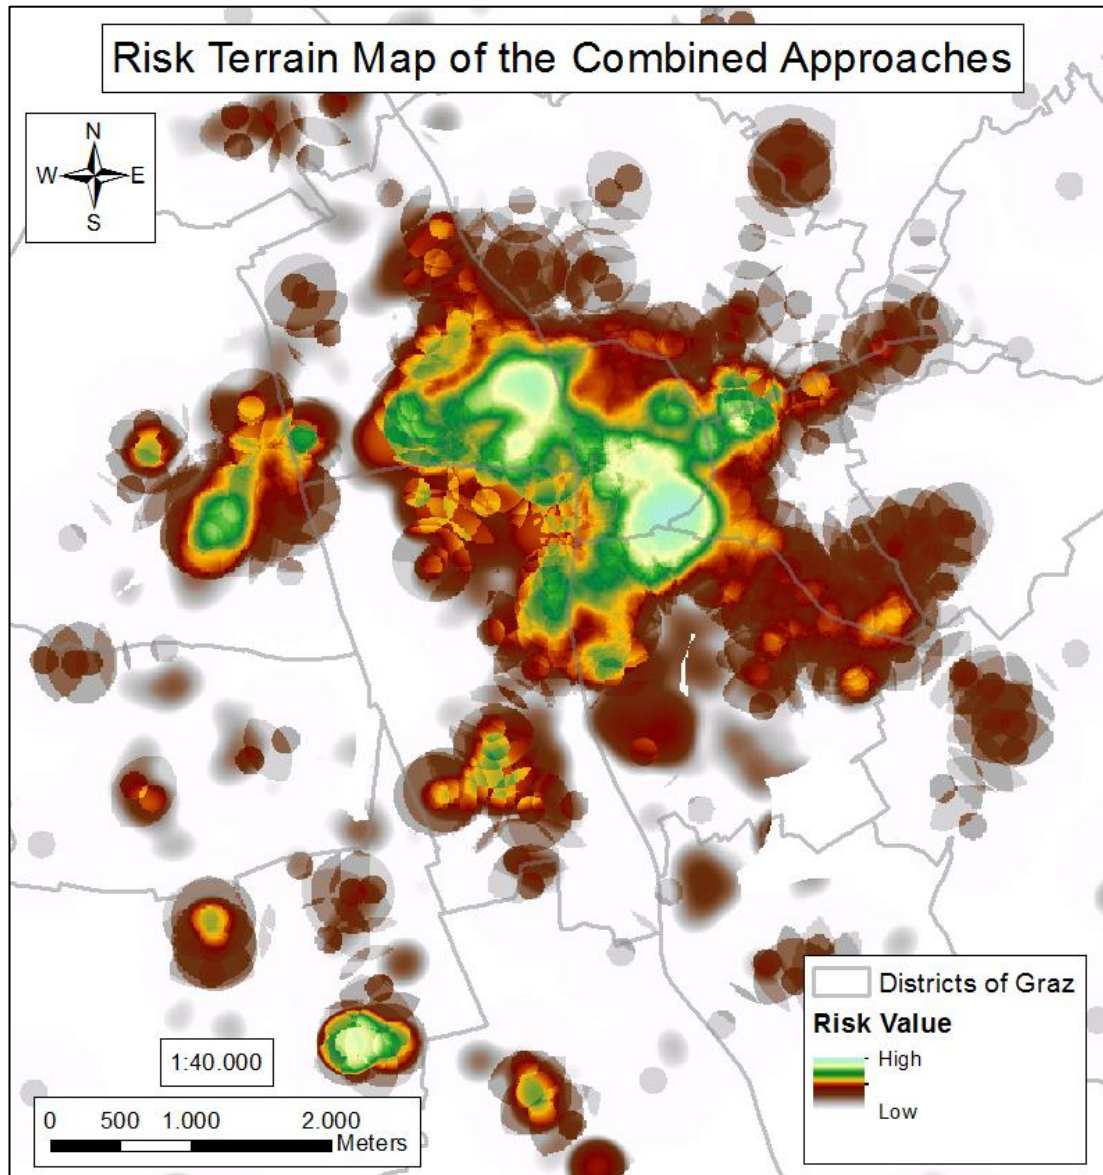 Risk Terrain Map of the Combined Approaches
N
W E
S
Districts of Graz
Risk Value
High
Low
1:40.000
0 500 1.000 2.000
Meters